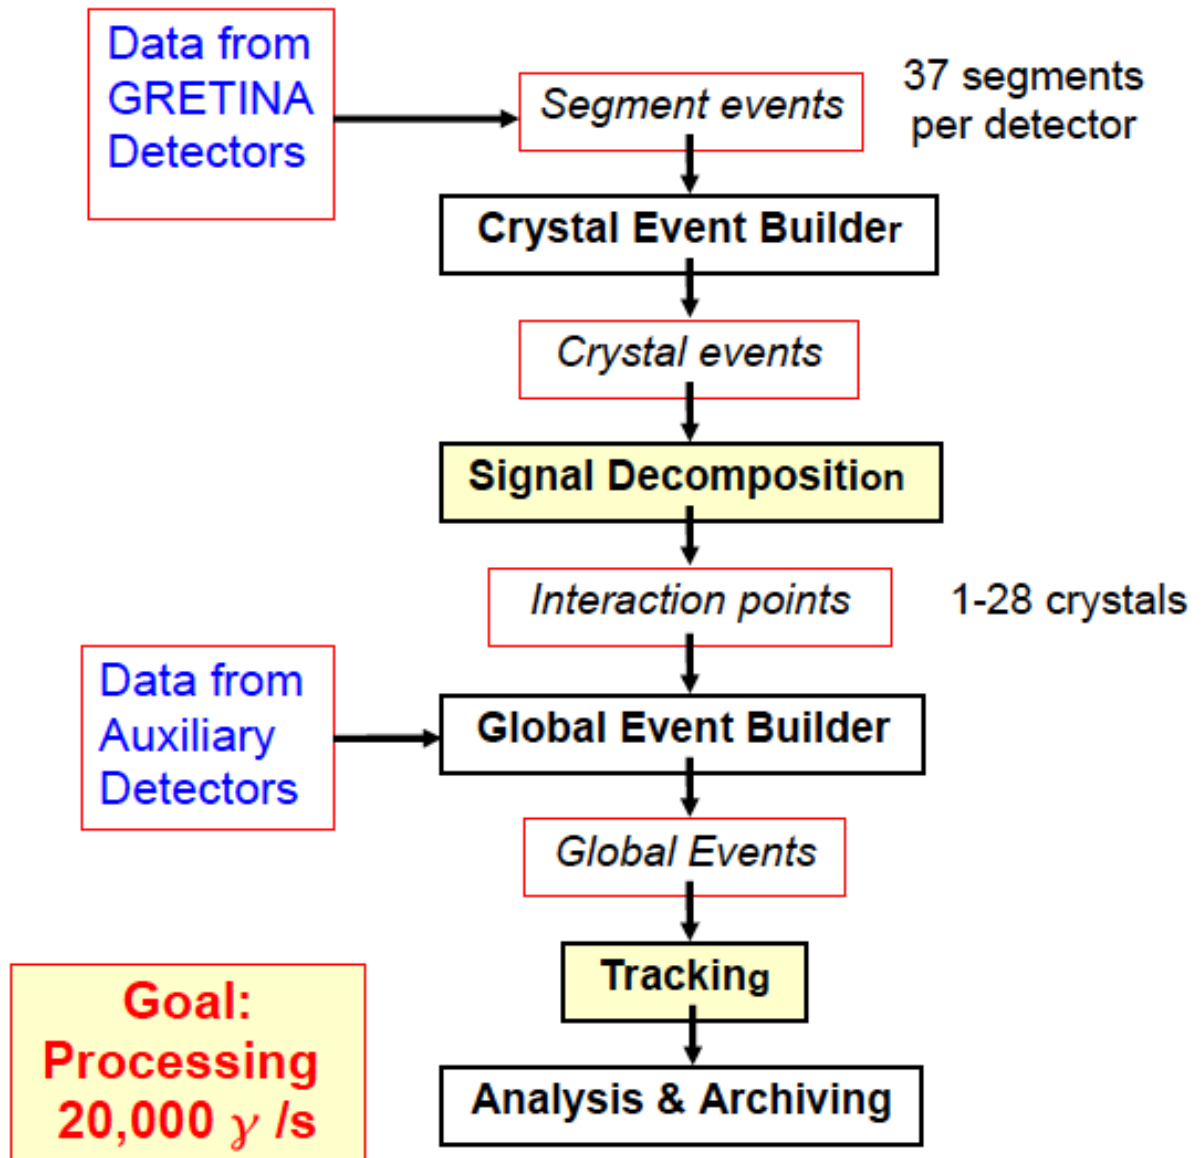 Data from
GRETINA
Detectors
Segment events
37 segments
per detector
Crystal Event Builder
Crystal events
Signal Decomposition
Interaction points
1-28 crystals
Data from
Auxiliary
Detectors
Global Event Builder
Global Events
Tracking
Goal:
Processing
20,000 γ /s
Analysis & Archiving